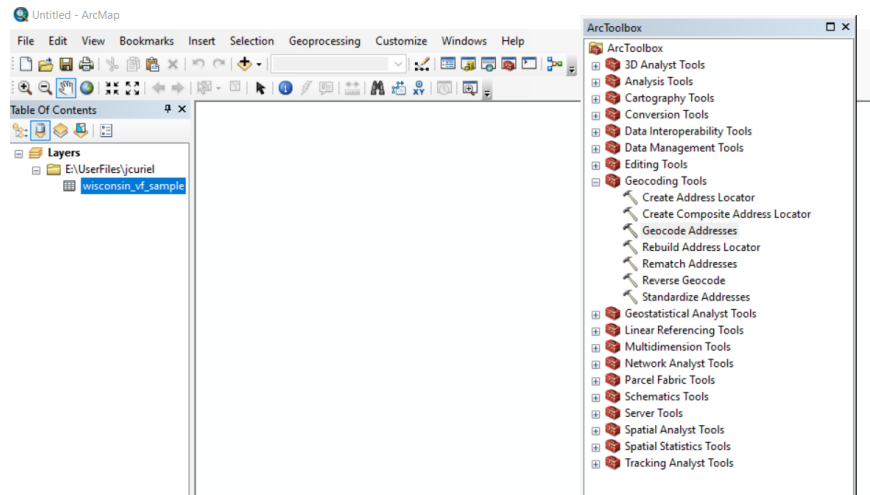 Untitled - ArcMap
File Edit View Bookmarks Insert Selection Geoprocessing Customize Windows Help
Table Of Contents
Layers
E:\UserFiles\jcuriel
wisconsin_vf_sample
ArcToolbox
ArcToolbox
3D Analyst Tools
Analysis Tools
Cartography Tools
Conversion Tools
Data Interoperability Tools
Data Management Tools
Editing Tools
Geocoding Tools
Create Address Locator
Create Composite Address Locator
Geocode Addresses
Rebuild Address Locator
Rematch Addresses
Reverse Geocode
Standardize Addresses
Geostatistical Analyst Tools
Linear Referencing Tools
Multidimension Tools
Network Analyst Tools
Parcel Fabric Tools
Schematics Tools
Server Tools
Spatial Analyst Tools
Spatial Statistics Tools
Tracking Analyst Tools